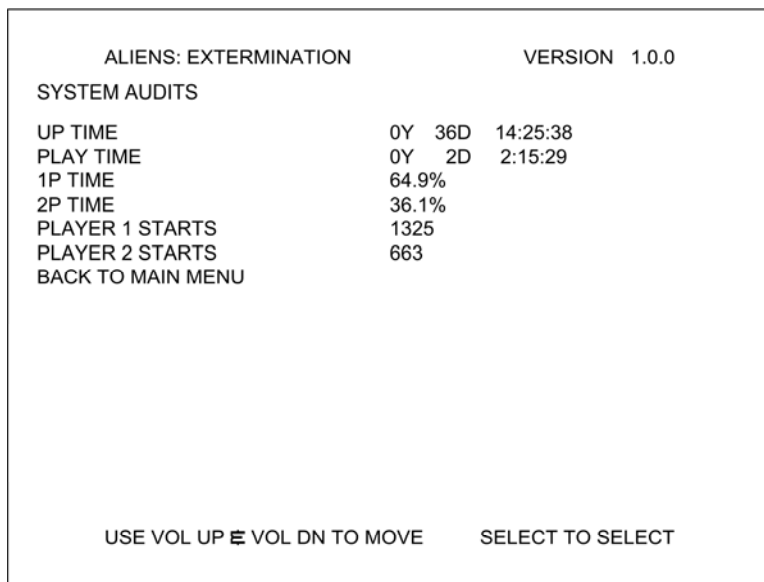 ALIENS: EXTERMINATION VERSION 1.0.0
SYSTEM AUDITS
UP TIME 0Y 36D 14:25:38
PLAY TIME 0Y 2D 2:15:29
1P TIME 64.9%
2P TIME 36.1%
PLAYER 1 STARTS 1325
PLAYER 2 STARTS 663
BACK TO MAIN MENU
USE VOL UP & VOL DN TO MOVE SELECT TO SELECT